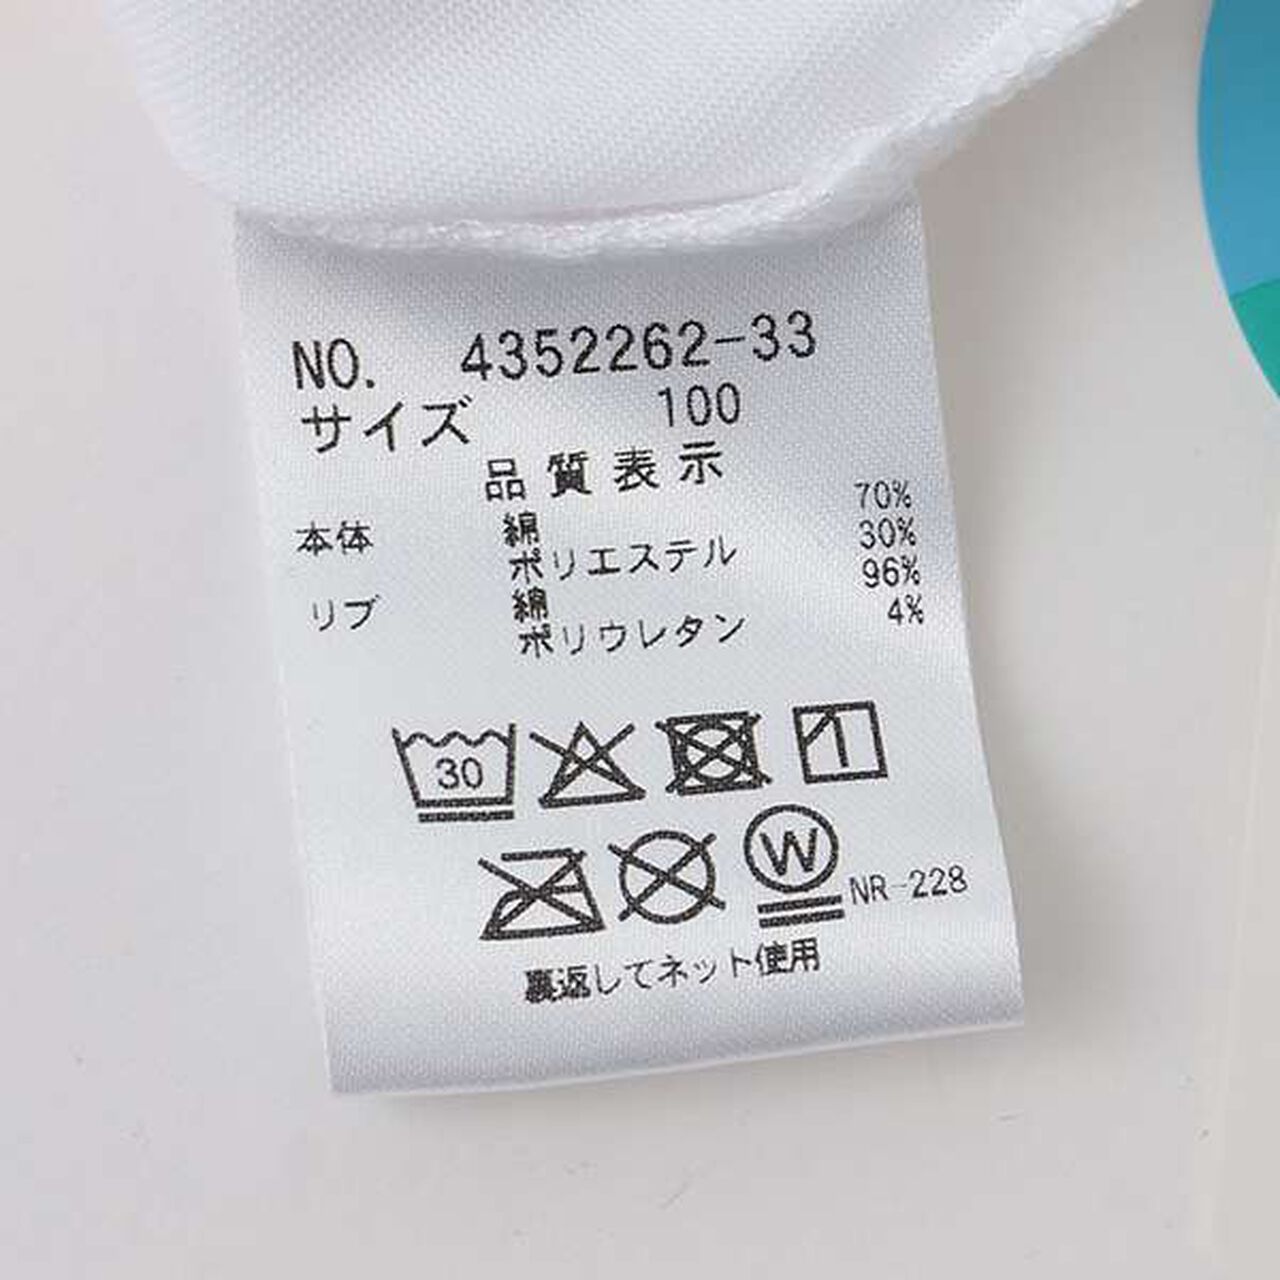 NO. 4352262-33
サイズ 100
品質表示
本体 綿 70%
ポリエステル 30%
リブ 綿 96%
ポリウレタン 4%
30
W
NR-228
裏返してネット使用